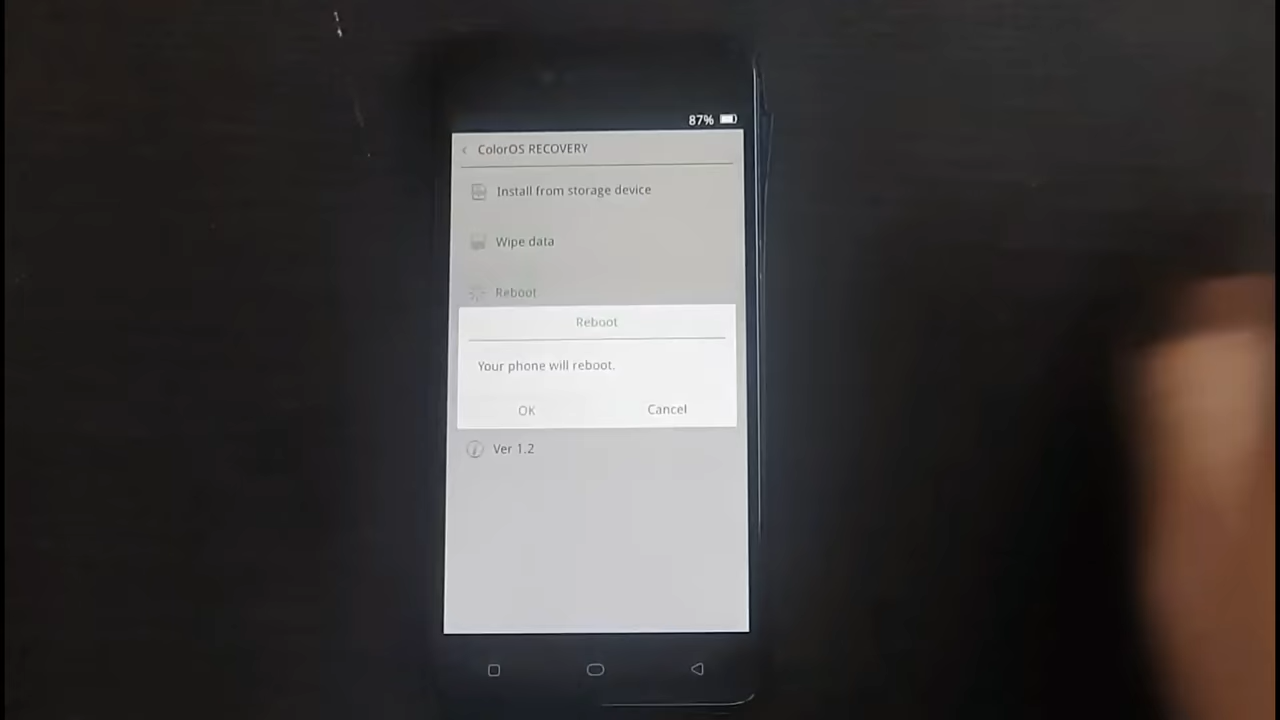 87%
ColorOS RECOVERY
Install from storage device
Wipe data
Reboot
Reboot
Your phone will reboot.
OK Cancel
Ver 1.2